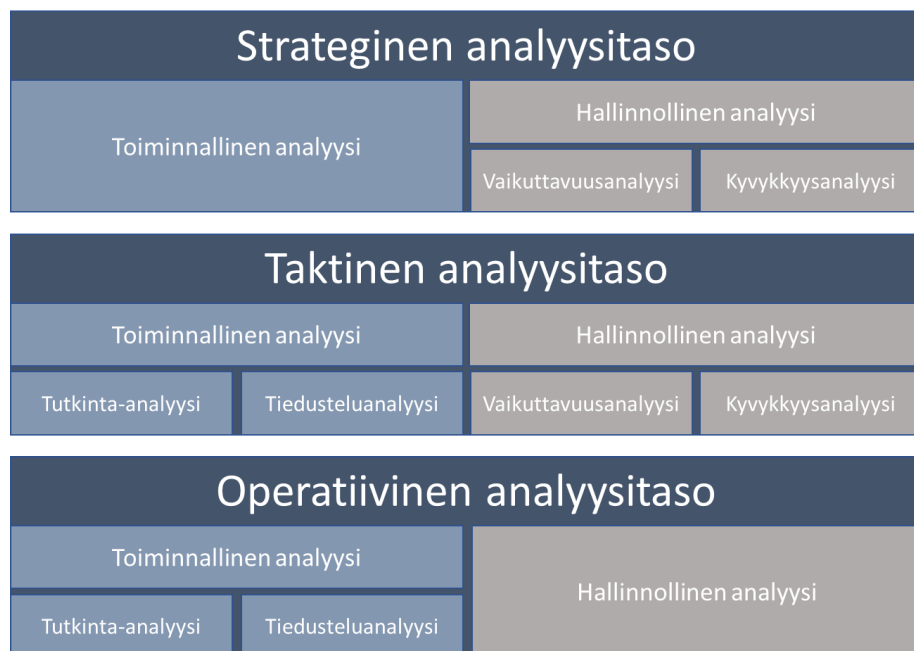 Strateginen analyysitaso
Toiminnallinen analyysi
Hallinnollinen analyysi
Vaikuttavuusanalyysi
Kyvykkyysanalyysi
Taktinen analyysitaso
Toiminnallinen analyysi
Hallinnollinen analyysi
Tutkinta-analyysi
Tiedusteluanalyysi
Vaikuttavuusanalyysi
Kyvykkyysanalyysi
Operatiivinen analyysitaso
Toiminnallinen analyysi
Hallinnollinen analyysi
Tutkinta-analyysi
Tiedusteluanalyysi